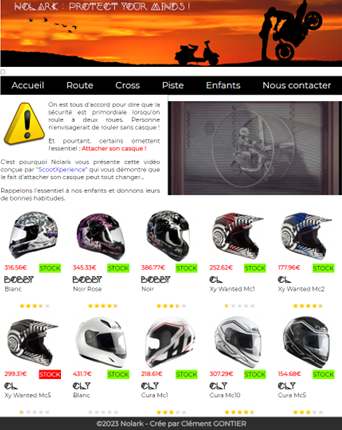 NOLARK : PROTECT YOUR MINDS !
Accueil Route Cross Piste Enfants Nous contacter
On est tous d'accord pour dire que la
sécurité est primordiale lorsqu'on
roule à deux roues. Personne
n'envisagerait de rouler sans casque !
Et pourtant, certains omettent
l'essentiel : Attacher son casque !
C'est pourquoi Nolark vous présente cette vidéo
conçue par "ScootXperience" qui vous démontre que
le fait d'attacher son casque peut tout changer...
Rappelons l'essentiel à nos enfants et donnons leurs
de bonnes habitudes.
316.56€ STOCK 345.33€ STOCK 386.77€ STOCK 252.62€ STOCK 177.96€ STOCK
BOBBY BOBBY BOBBY CL CL
Blanc Noir Rose Noir Xy Wanted Mc1 Xy Wanted Mc2
299.31€ STOCK 431.7€ STOCK 218.61€ STOCK 307.29€ STOCK 154.68€ STOCK
CL CLY CLY CLY CLY
Xy Wanted Mc5 Blanc Cura Mc1 Cura Mc10 Cura Mc5
©2023 Nolark - Crée par Clément GONTIER